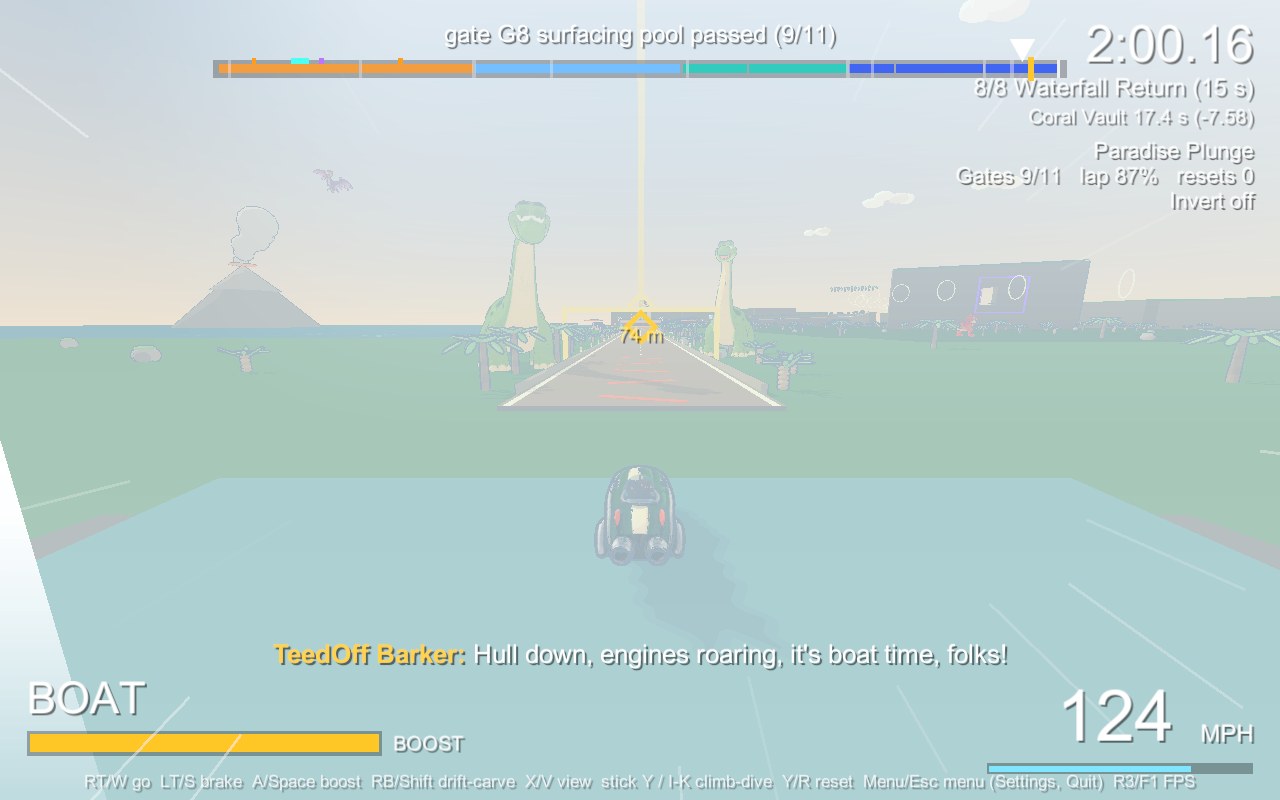 gate G8 surfacing pool passed (9/11)
2:00.16
8/8 Waterfall Return (15 s)
Coral Vault 17.4 s (-7.58)
Paradise Plunge
Gates 9/11 lap 87% resets 0
Invert off
74 m
TeedOff Barker: Hull down, engines roaring, it's boat time, folks!
BOAT
BOOST
124 MPH
RT/W go LT/S brake A/Space boost RB/Shift drift-carve X/V view stick Y / I-K climb-dive Y/R reset Menu/Esc menu (Settings, Quit) R3/F1 FPS